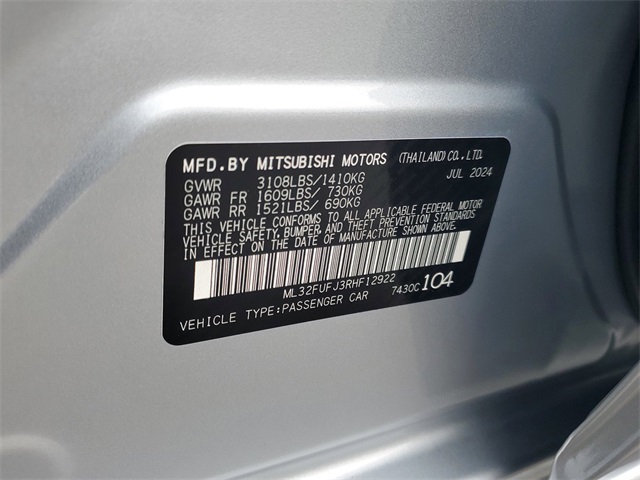 MFD.BY MITSUBISHI MOTORS (THAILAND) CO.,LTD.
GVWR 3108LBS/1410KG JUL 2024
GAWR FR 1609LBS/ 730KG
GAWR RR 1521LBS/ 690KG
THIS VEHICLE CONFORMS TO ALL APPLICABLE FEDERAL MOTOR
VEHICLE SAFETY, BUMPER, AND THEFT PREVENTION STANDARDS
IN EFFECT ON THE DATE OF MANUFACTURE SHOWN ABOVE.
ML32FUFJ3RHF12922
VEHICLE TYPE:PASSENGER CAR 7430C 104